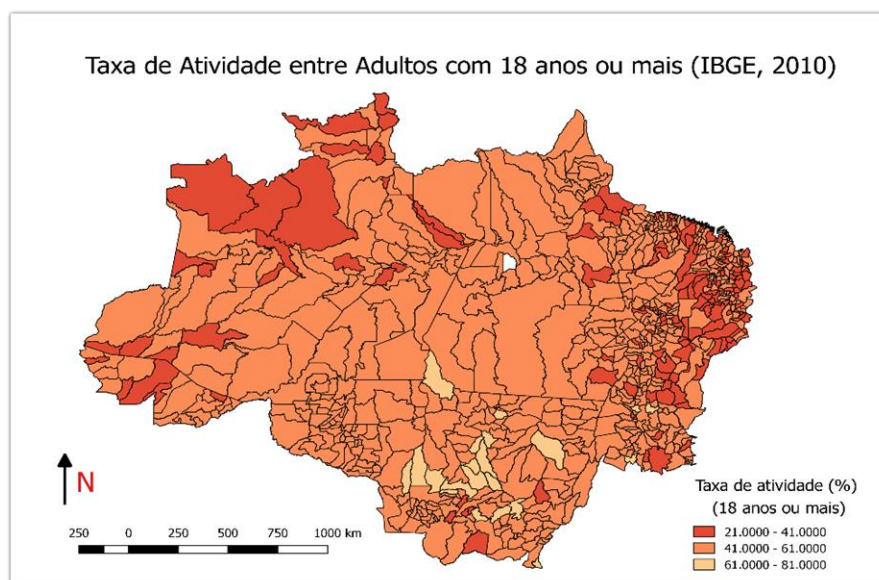 Taxa de Atividade entre Adultos com 18 anos ou mais (IBGE, 2010)
N
250 0 250 500 750 1000 km
Taxa de atividade (%)
(18 anos ou mais)
21.0000 - 41.0000
41.0000 - 61.0000
61.0000 - 81.0000